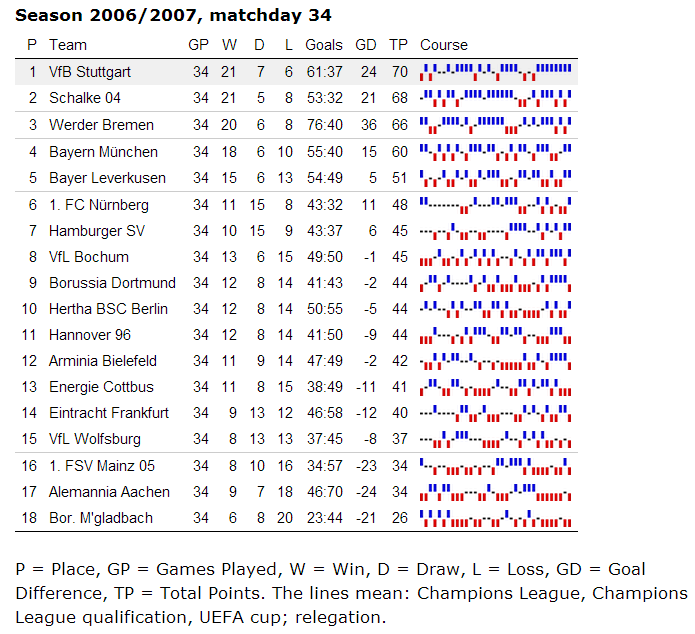 Season 2006/2007, matchday 34
P Team GP W D L Goals GD TP Course
1 VfB Stuttgart 34 21 7 6 61:37 24 70
2 Schalke 04 34 21 5 8 53:32 21 68
3 Werder Bremen 34 20 6 8 76:40 36 66
4 Bayern München 34 18 6 10 55:40 15 60
5 Bayer Leverkusen 34 15 6 13 54:49 5 51
6 1. FC Nürnberg 34 11 15 8 43:32 11 48
7 Hamburger SV 34 10 15 9 43:37 6 45
8 VfL Bochum 34 13 6 15 49:50 -1 45
9 Borussia Dortmund 34 12 8 14 41:43 -2 44
10 Hertha BSC Berlin 34 12 8 14 50:55 -5 44
11 Hannover 96 34 12 8 14 41:50 -9 44
12 Arminia Bielefeld 34 11 9 14 47:49 -2 42
13 Energie Cottbus 34 11 8 15 38:49 -11 41
14 Eintracht Frankfurt 34 9 13 12 46:58 -12 40
15 VfL Wolfsburg 34 8 13 13 37:45 -8 37
16 1. FSV Mainz 05 34 8 10 16 34:57 -23 34
17 Alemannia Aachen 34 9 7 18 46:70 -24 34
18 Bor. M'gladbach 34 6 8 20 23:44 -21 26
P = Place, GP = Games Played, W = Win, D = Draw, L = Loss, GD = Goal
Difference, TP = Total Points. The lines mean: Champions League, Champions
League qualification, UEFA cup; relegation.